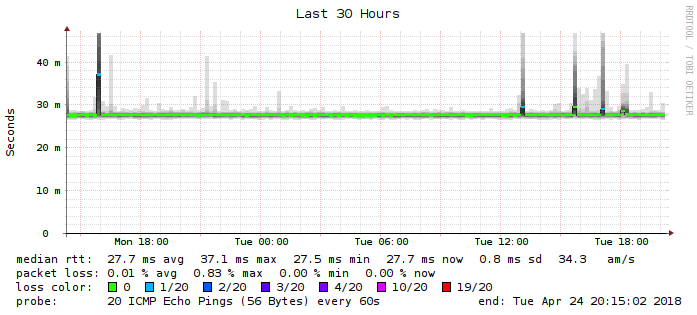 Last 30 Hours
RRDTOOL / TOBI OETIKER
Seconds
40 m
30 m
20 m
10 m
0
Mon 18:00 Tue 00:00 Tue 06:00 Tue 12:00 Tue 18:00
median rtt: 27.7 ms avg 37.1 ms max 27.5 ms min 27.7 ms now 0.8 ms sd 34.3 am/s
packet loss: 0.01 % avg 0.83 % max 0.00 % min 0.00 % now
loss color: 0 1/20 2/20 3/20 4/20 10/20 19/20
probe: 20 ICMP Echo Pings (56 Bytes) every 60s end: Tue Apr 24 20:15:02 2018